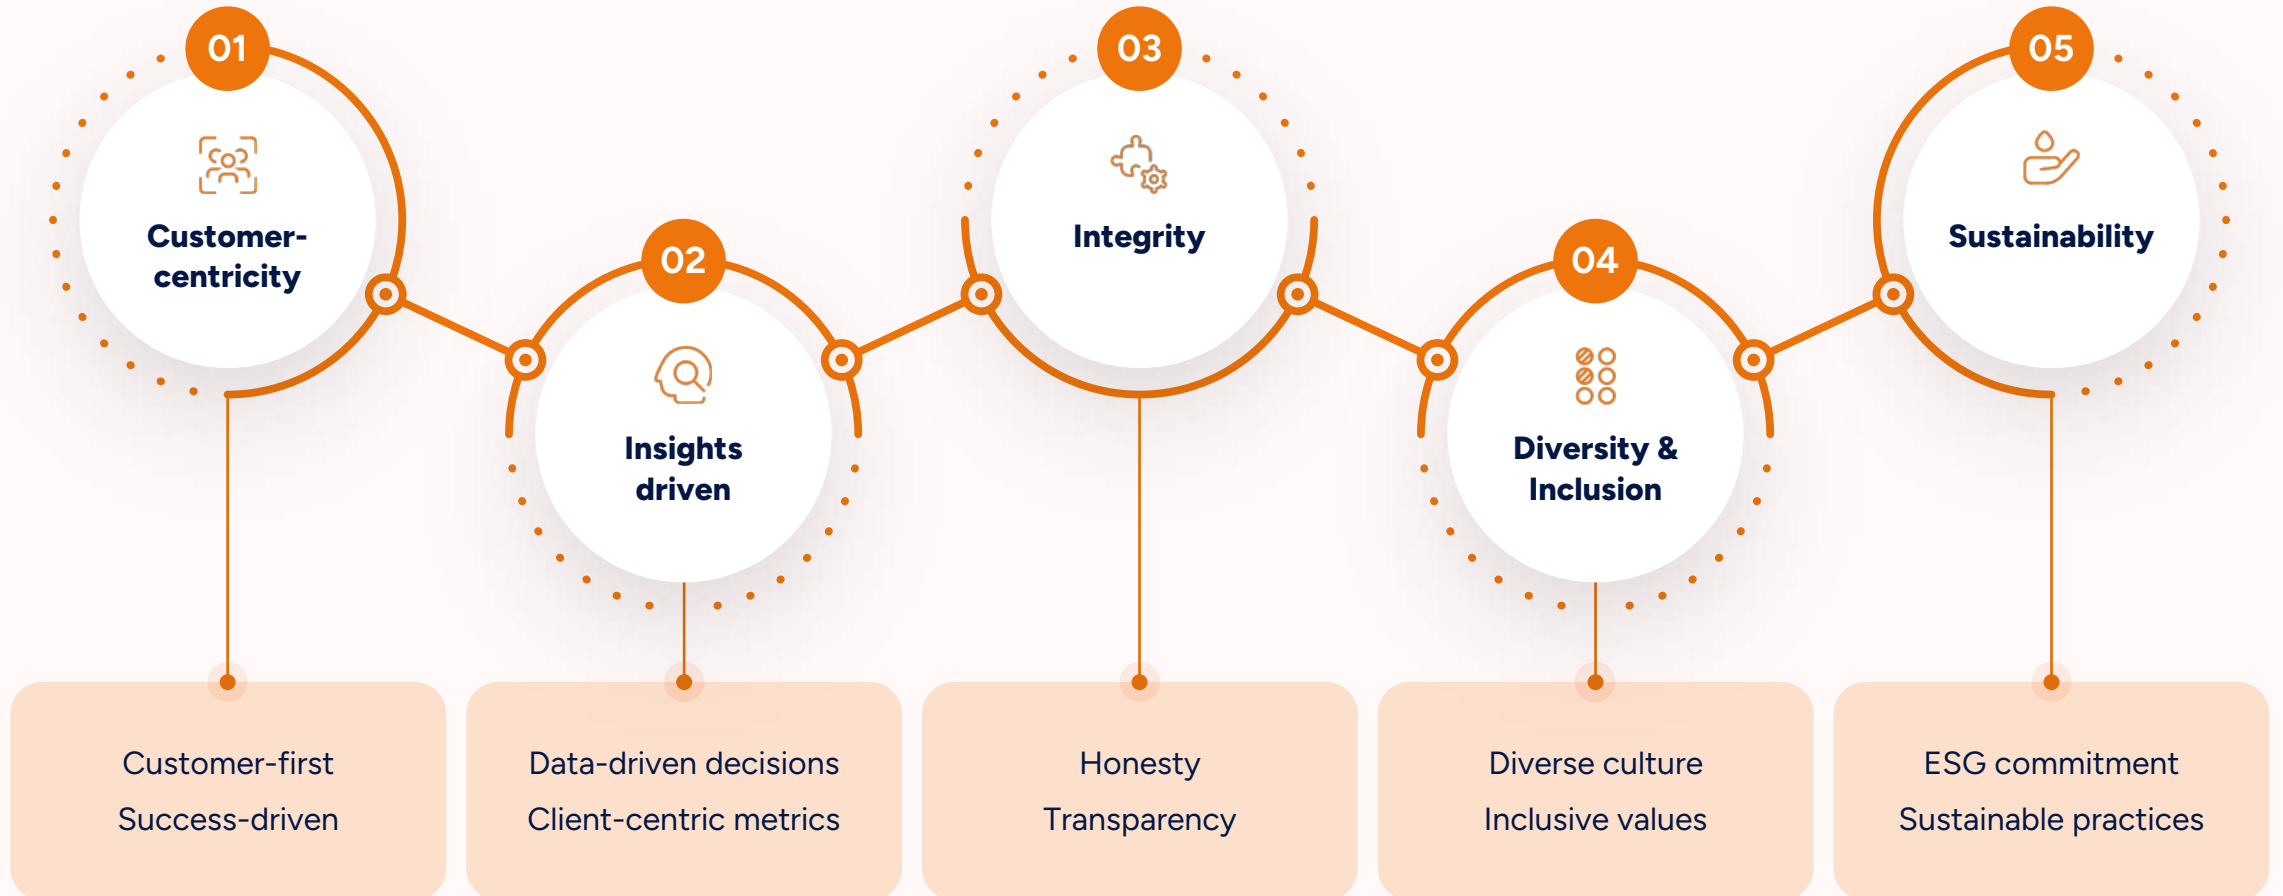 01
Customer-
centricity
Customer-first
Success-driven
02
Insights
driven
Data-driven decisions
Client-centric metrics
03
Integrity
Honesty
Transparency
04
Diversity &
Inclusion
Diverse culture
Inclusive values
05
Sustainability
ESG commitment
Sustainable practices